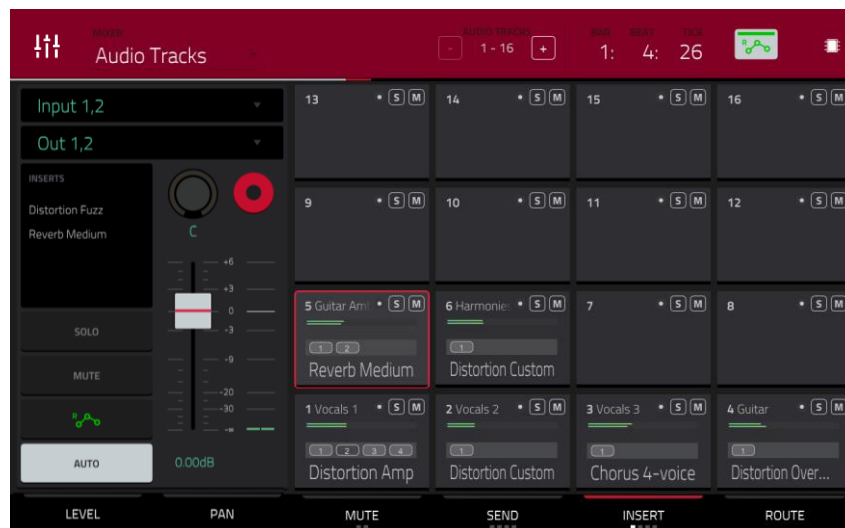 MIXER
Audio Tracks
AUDIO TRACKS
- 1 - 16 +
BAR BEAT TICK
1: 4: 26
R
Input 1,2
Out 1,2
INSERTS
Distortion Fuzz
Reverb Medium
C
+6
+3
0
-3
-9
-20
-30
-∞
SOLO
MUTE
R
AUTO
0.00dB
13 S M
14 S M
15 S M
16 S M
9 S M
10 S M
11 S M
12 S M
5 Guitar Am S M
1 2
Reverb Medium
6 Harmonies S M
1
Distortion Custom
7 S M
8 S M
1 Vocals 1 S M
1 2 3 4
Distortion Amp
2 Vocals 2 S M
1
Distortion Custom
3 Vocals 3 S M
1
Chorus 4-voice
4 Guitar S M
1
Distortion Over...
LEVEL
PAN
MUTE
SEND
INSERT
ROUTE